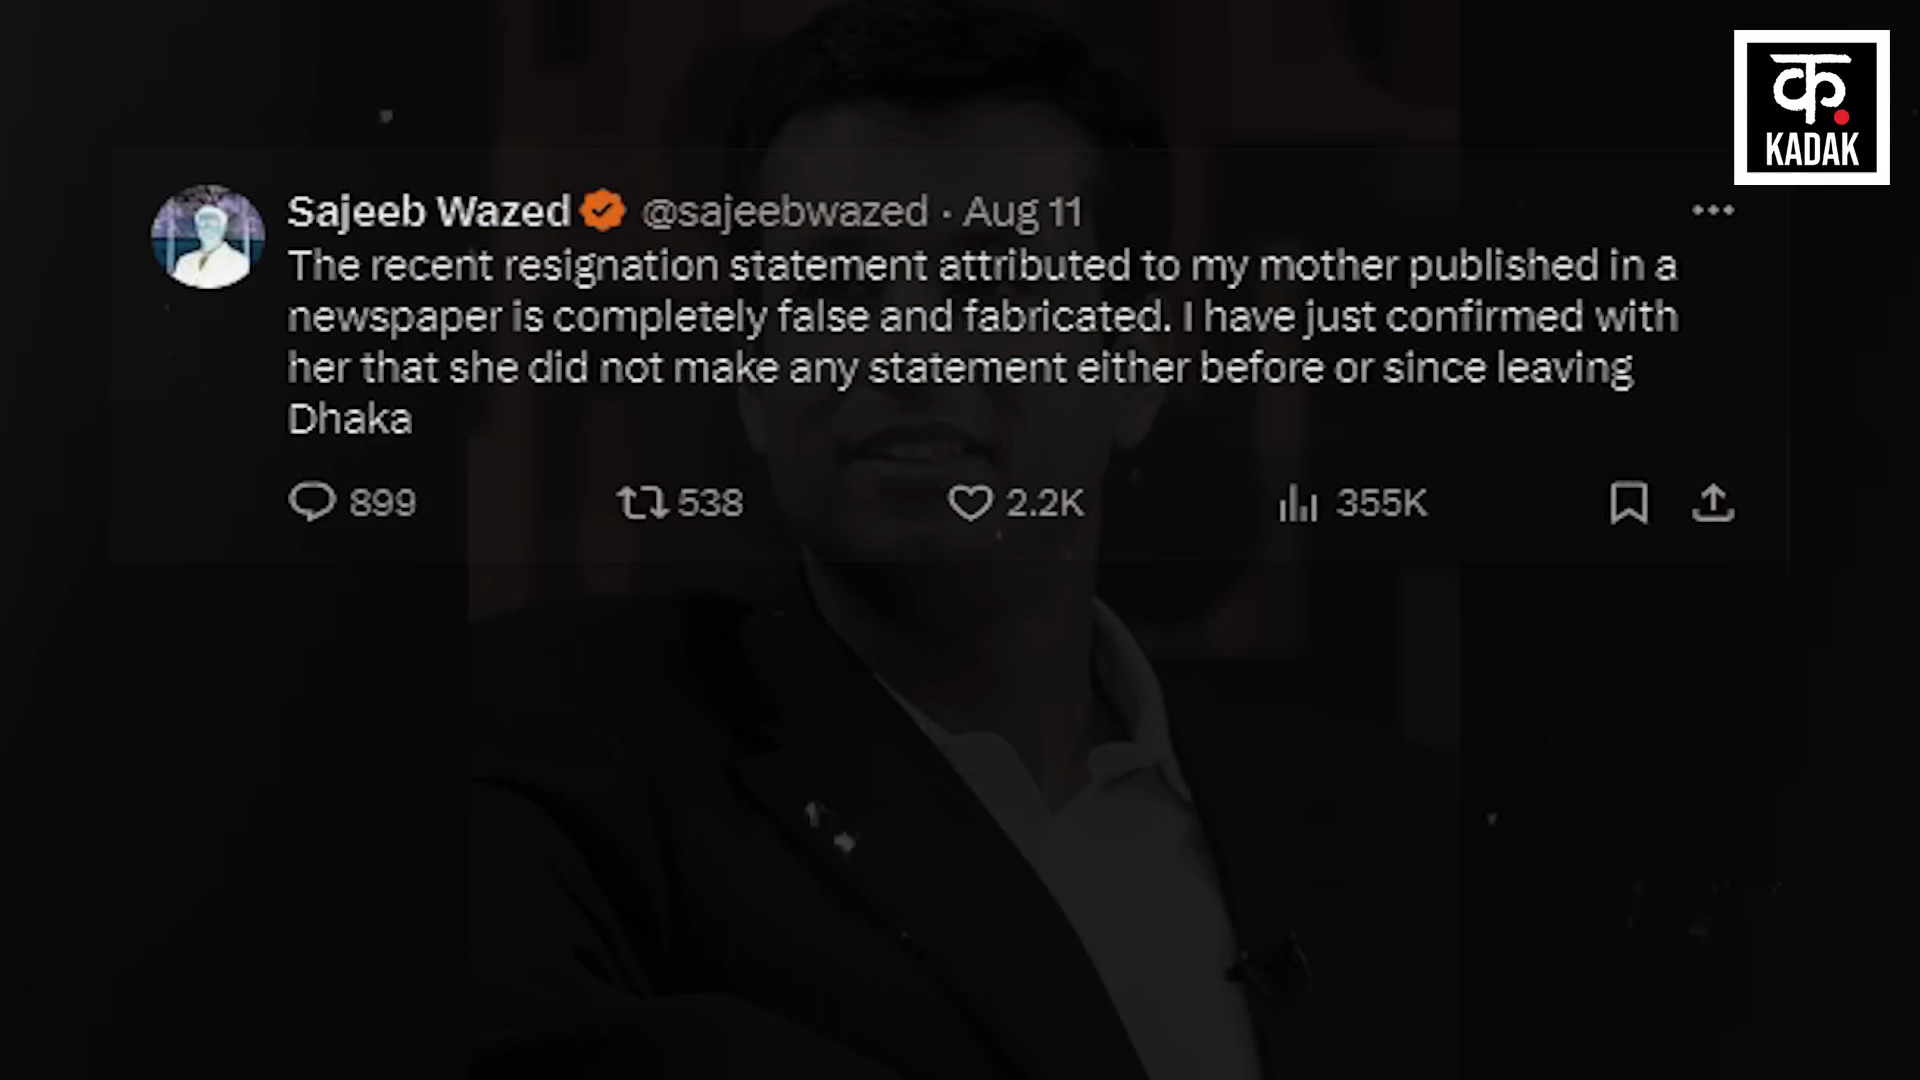 क.
KADAK
Sajeeb Wazed @sajeebwazed · Aug 11
The recent resignation statement attributed to my mother published in a
newspaper is completely false and fabricated. I have just confirmed with
her that she did not make any statement either before or since leaving
Dhaka
899 538 2.2K 355K